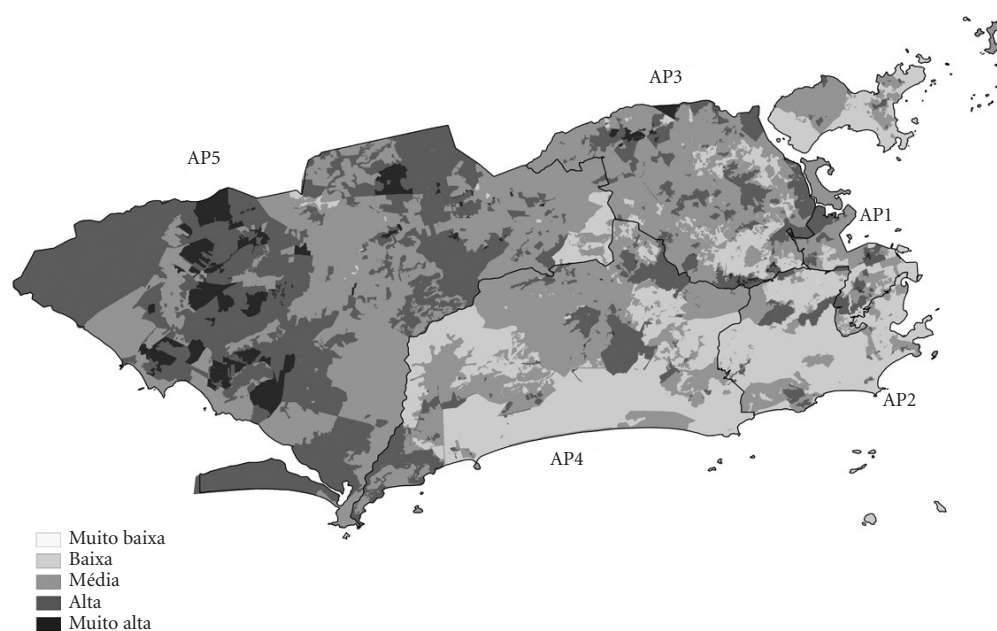 AP3
AP5
AP1
AP2
AP4
Muito baixa
Baixa
Média
Alta
Muito alta